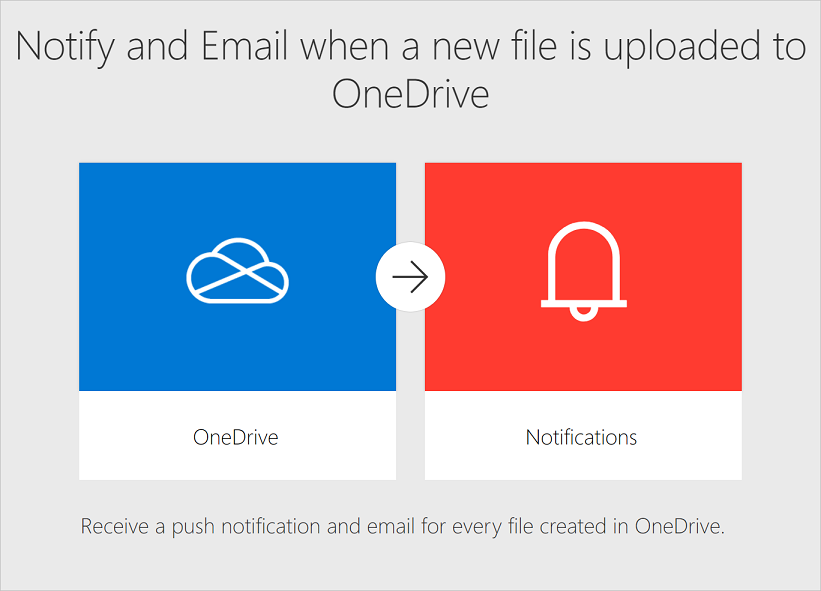 Notify and Email when a new file is uploaded to
OneDrive
OneDrive
Notifications
Receive a push notification and email for every file created in OneDrive.